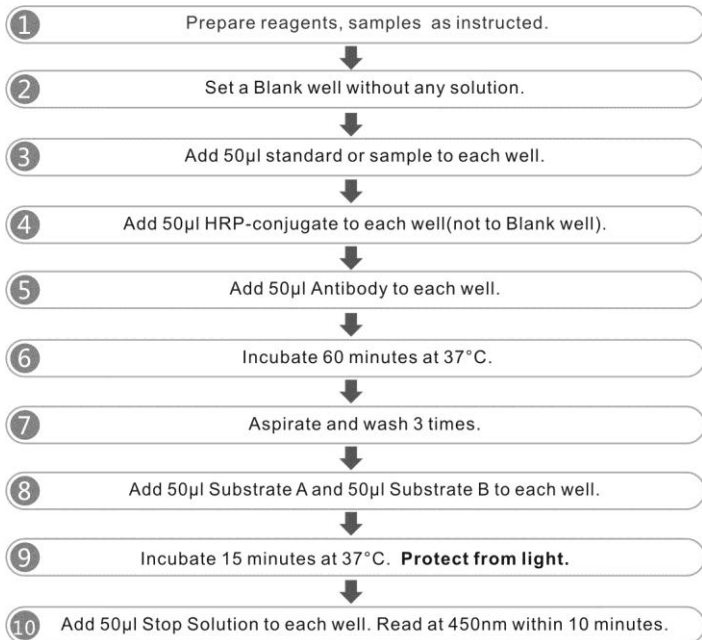 1 Prepare reagents, samples as instructed.
2 Set a Blank well without any solution.
3 Add 50µl standard or sample to each well.
4 Add 50µl HRP-conjugate to each well(not to Blank well).
5 Add 50µl Antibody to each well.
6 Incubate 60 minutes at 37°C.
7 Aspirate and wash 3 times.
8 Add 50µl Substrate A and 50µl Substrate B to each well.
9 Incubate 15 minutes at 37°C. Protect from light.
10 Add 50µl Stop Solution to each well. Read at 450nm within 10 minutes.